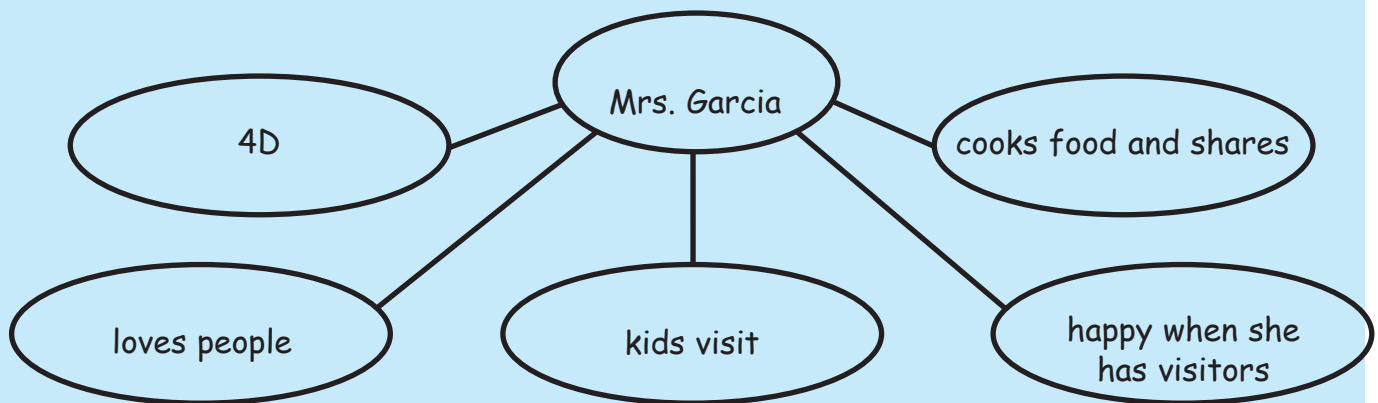 Mrs. Garcia
4D
cooks food and shares
loves people
kids visit
happy when she
has visitors